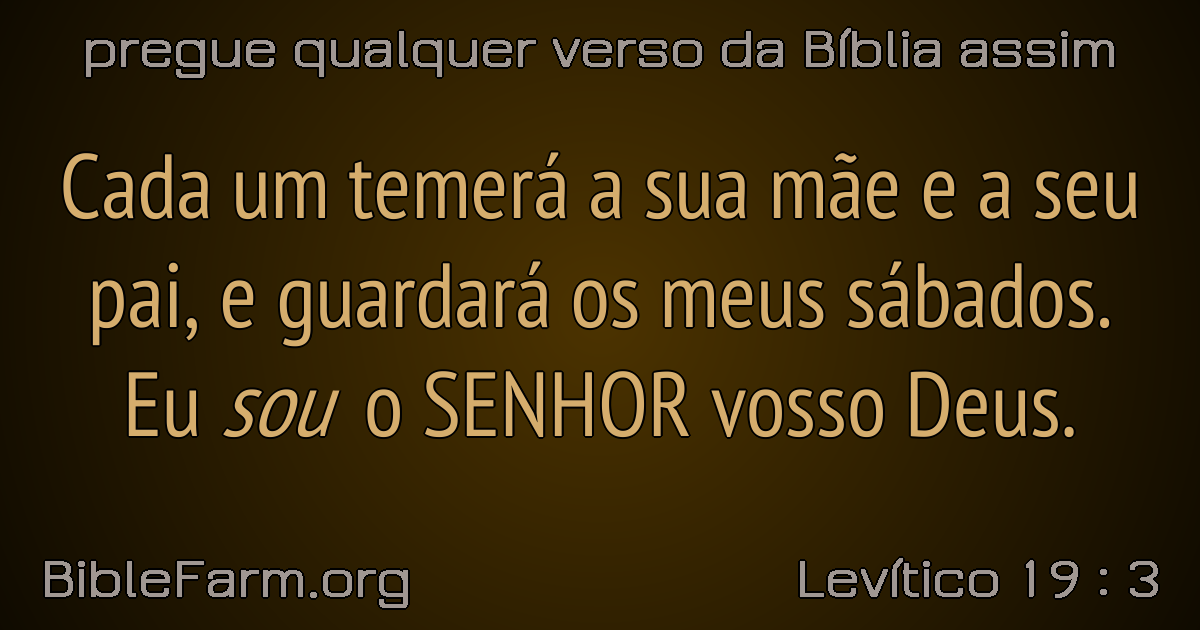 pregue qualquer verso da Bíblia assim
Cada um temerá a sua mãe e a seu
pai, e guardará os meus sábados.
Eu sou o SENHOR vosso Deus.
BibleFarm.org
Levítico 19 : 3